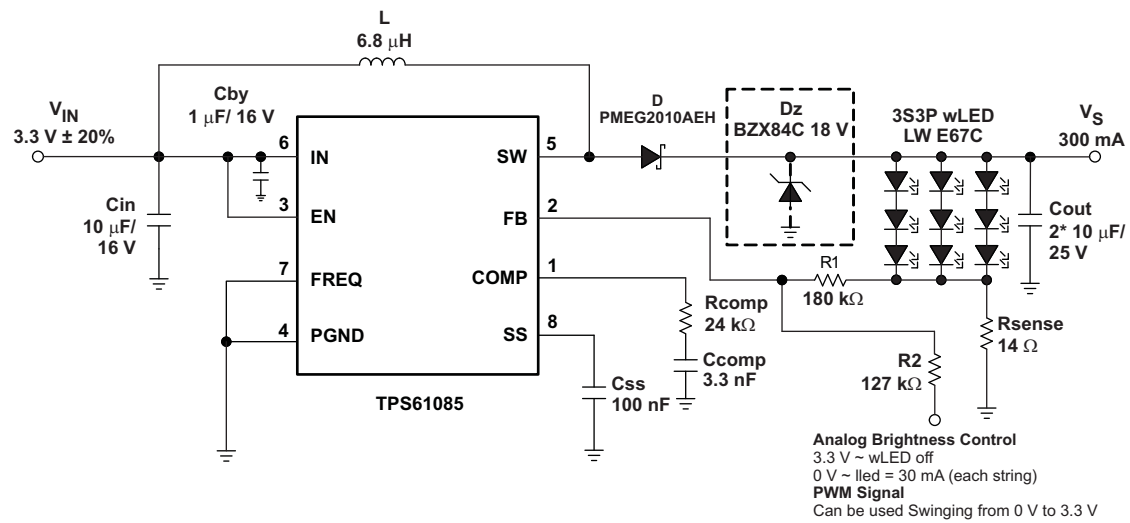 L
6.8 μH
Cby
1 μF/ 16 V
VIN
3.3 V ± 20%
Cin
10 μF/
16 V
6
IN
3
EN
7
FREQ
4
PGND
SW
5
FB
2
COMP
1
SS
8
TPS61085
D
PMEG2010AEH
Dz
BZX84C 18 V
3S3P wLED
LW E67C
VS
300 mA
Cout
2* 10 μF/
25 V
R1
180 kΩ
Rcomp
24 kΩ
Ccomp
3.3 nF
Css
100 nF
Rsense
14 Ω
R2
127 kΩ
Analog Brightness Control
3.3 V ~ wLED off
0 V ~ Iled = 30 mA (each string)
PWM Signal
Can be used Swinging from 0 V to 3.3 V